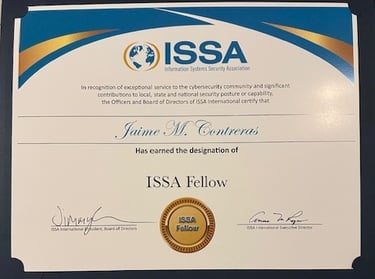 ISSA
Information Systems Security Association
In recognition of exceptional service to the cybersecurity community and significant
contributions to local, state and national security posture or capability,
the Officers and Board of Directors of ISSA International certify that
Jaime M. Contreras
Has earned the designation of
ISSA Fellow
ISSA
Fellow
ISSA International President, Board of Directors
ISSA International Executive Director